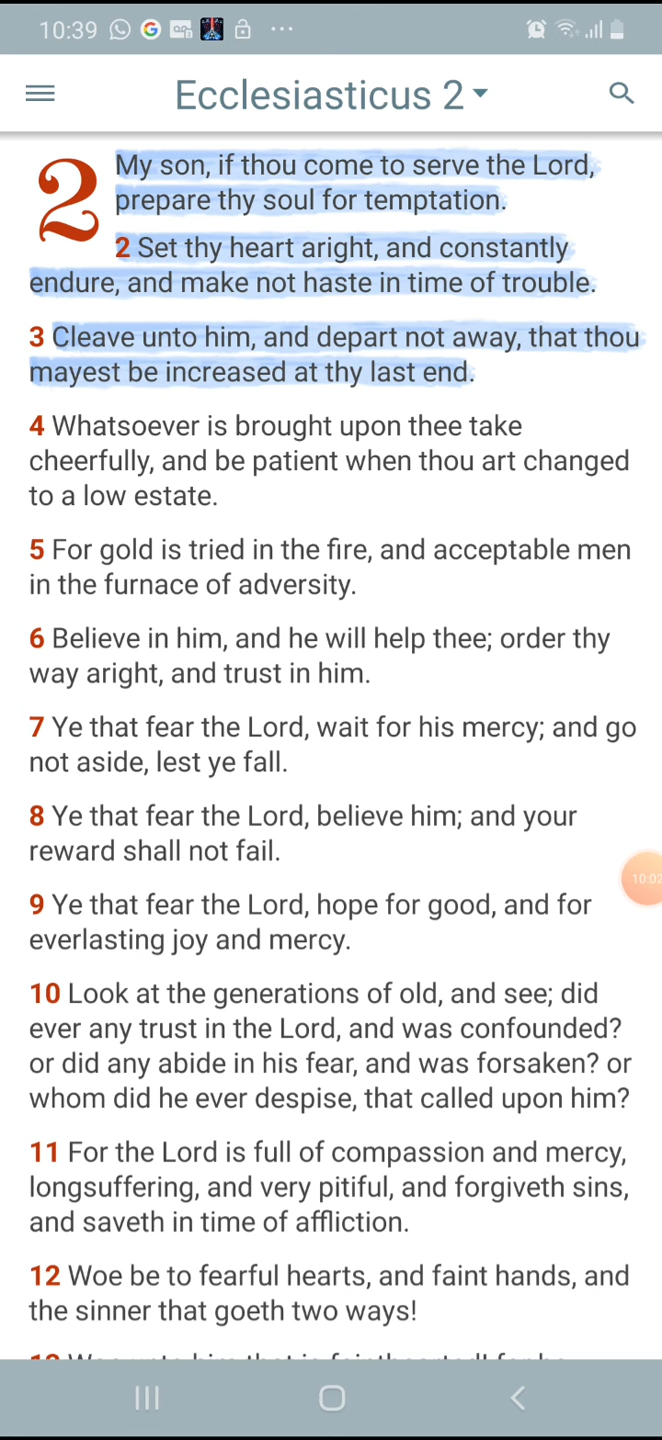 10:39
Ecclesiasticus 2
2 My son, if thou come to serve the Lord,
prepare thy soul for temptation.
2 Set thy heart aright, and constantly
endure, and make not haste in time of trouble.
3 Cleave unto him, and depart not away, that thou
mayest be increased at thy last end.
4 Whatsoever is brought upon thee take
cheerfully, and be patient when thou art changed
to a low estate.
5 For gold is tried in the fire, and acceptable men
in the furnace of adversity.
6 Believe in him, and he will help thee; order thy
way aright, and trust in him.
7 Ye that fear the Lord, wait for his mercy; and go
not aside, lest ye fall.
8 Ye that fear the Lord, believe him; and your
reward shall not fail.
10:02
9 Ye that fear the Lord, hope for good, and for
everlasting joy and mercy.
10 Look at the generations of old, and see; did
ever any trust in the Lord, and was confounded?
or did any abide in his fear, and was forsaken? or
whom did he ever despise, that called upon him?
11 For the Lord is full of compassion and mercy,
longsuffering, and very pitiful, and forgiveth sins,
and saveth in time of affliction.
12 Woe be to fearful hearts, and faint hands, and
the sinner that goeth two ways!